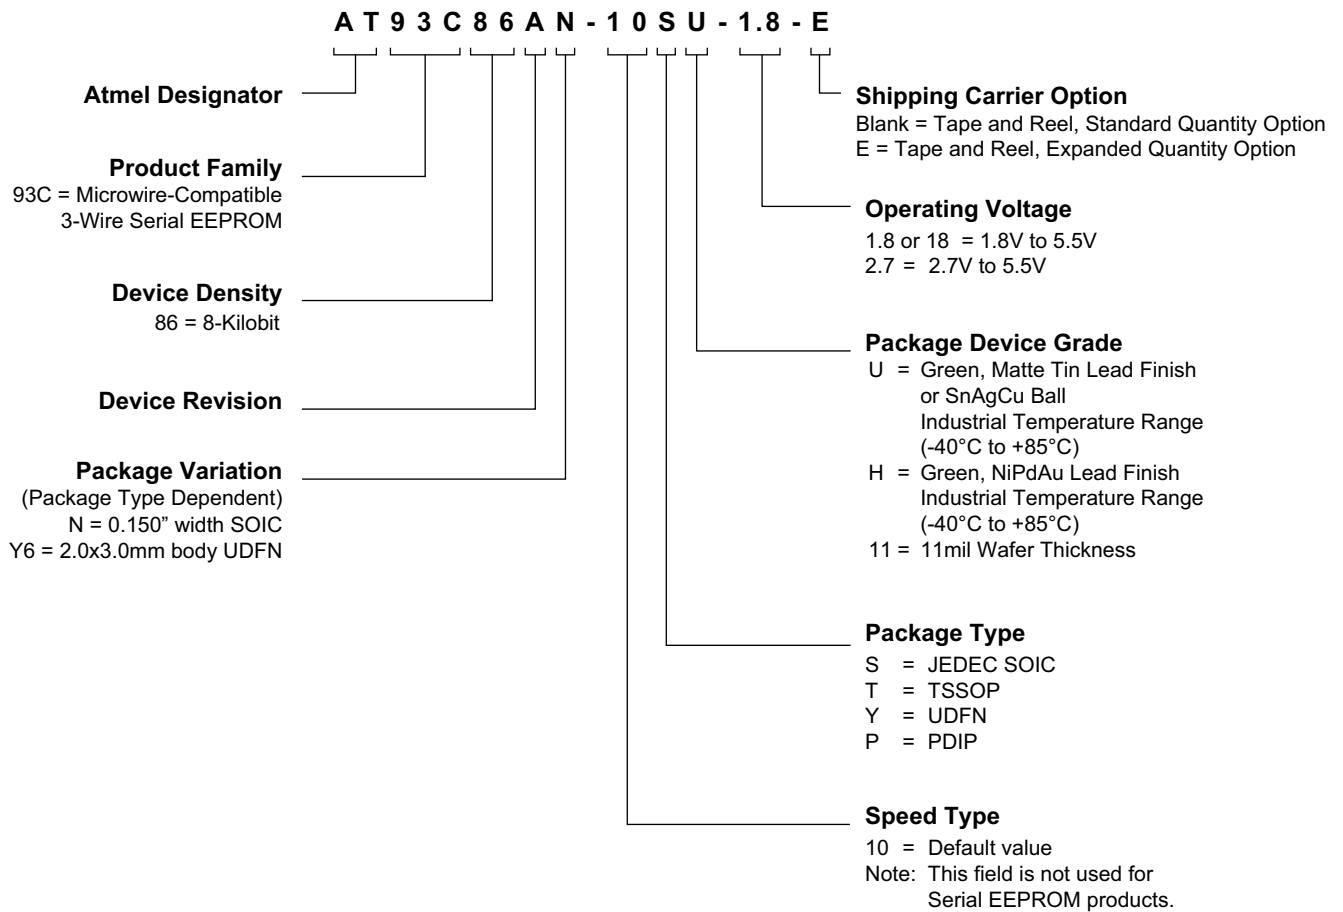 AT93C86AN-10SU-1.8-E
Atmel Designator
Product Family
93C = Microwire-Compatible
3-Wire Serial EEPROM
Device Density
86 = 8-Kilobit
Device Revision
Package Variation
(Package Type Dependent)
N = 0.150” width SOIC
Y6 = 2.0x3.0mm body UDFN
Shipping Carrier Option
Blank = Tape and Reel, Standard Quantity Option
E = Tape and Reel, Expanded Quantity Option
Operating Voltage
1.8 or 18 = 1.8V to 5.5V
2.7 = 2.7V to 5.5V
Package Device Grade
U = Green, Matte Tin Lead Finish
or SnAgCu Ball
Industrial Temperature Range
(-40°C to +85°C)
H = Green, NiPdAu Lead Finish
Industrial Temperature Range
(-40°C to +85°C)
11 = 11mil Wafer Thickness
Package Type
S = JEDEC SOIC
T = TSSOP
Y = UDFN
P = PDIP
Speed Type
10 = Default value
Note: This field is not used for
Serial EEPROM products.